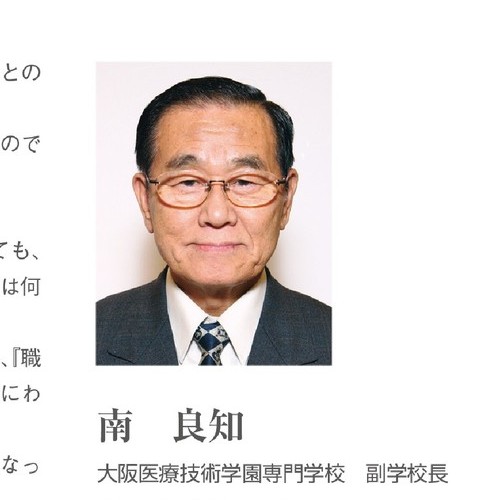 との
ので
ても、
は何
、『職
にわ
なっ
南　良知
大阪医療技術学園専門学校　副学校長